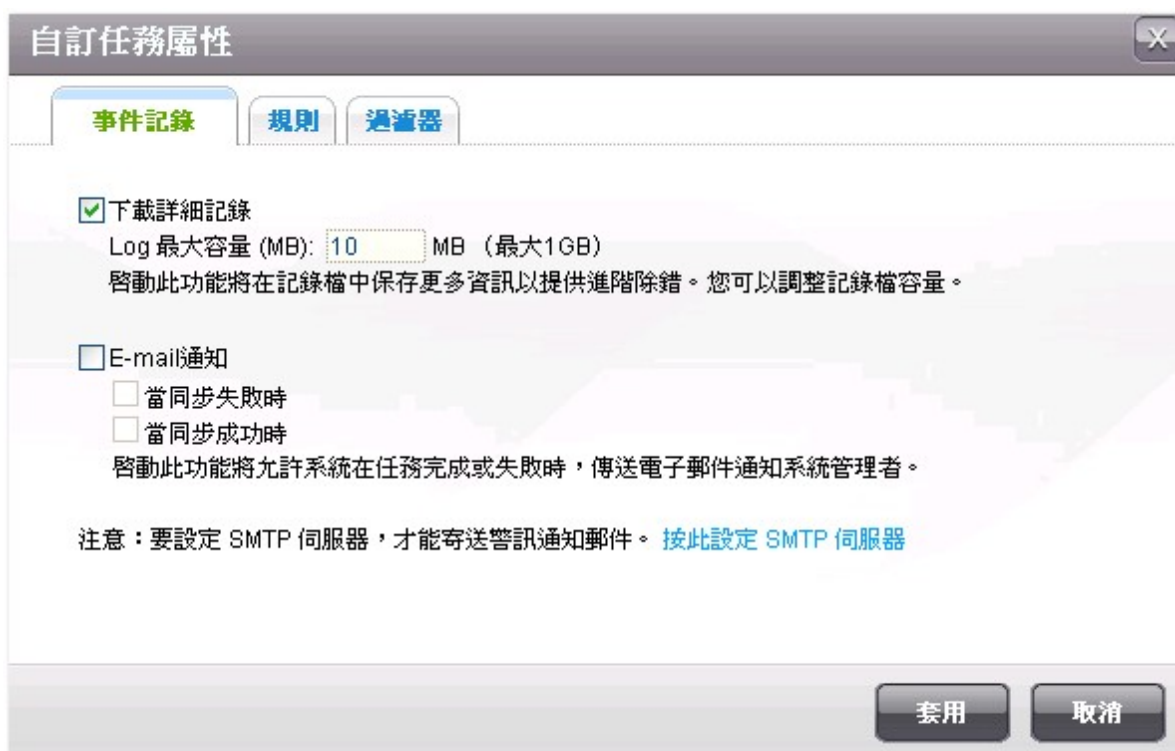 自訂任務屬性
X
事件記錄 規則 過濾器
下載詳細記錄
Log 最大容量 (MB): 10 MB (最大1GB)
啓動此功能將在記錄檔中保存更多資訊以提供進階除錯。您可以調整記錄檔容量。
E-mail通知
當同步失敗時
當同步成功時
啓動此功能將允許系統在任務完成或失敗時，傳送電子郵件通知系統管理者。
注意：要設定 SMTP 伺服器，才能寄送警訊通知郵件。 按此設定 SMTP 伺服器
套用 取消